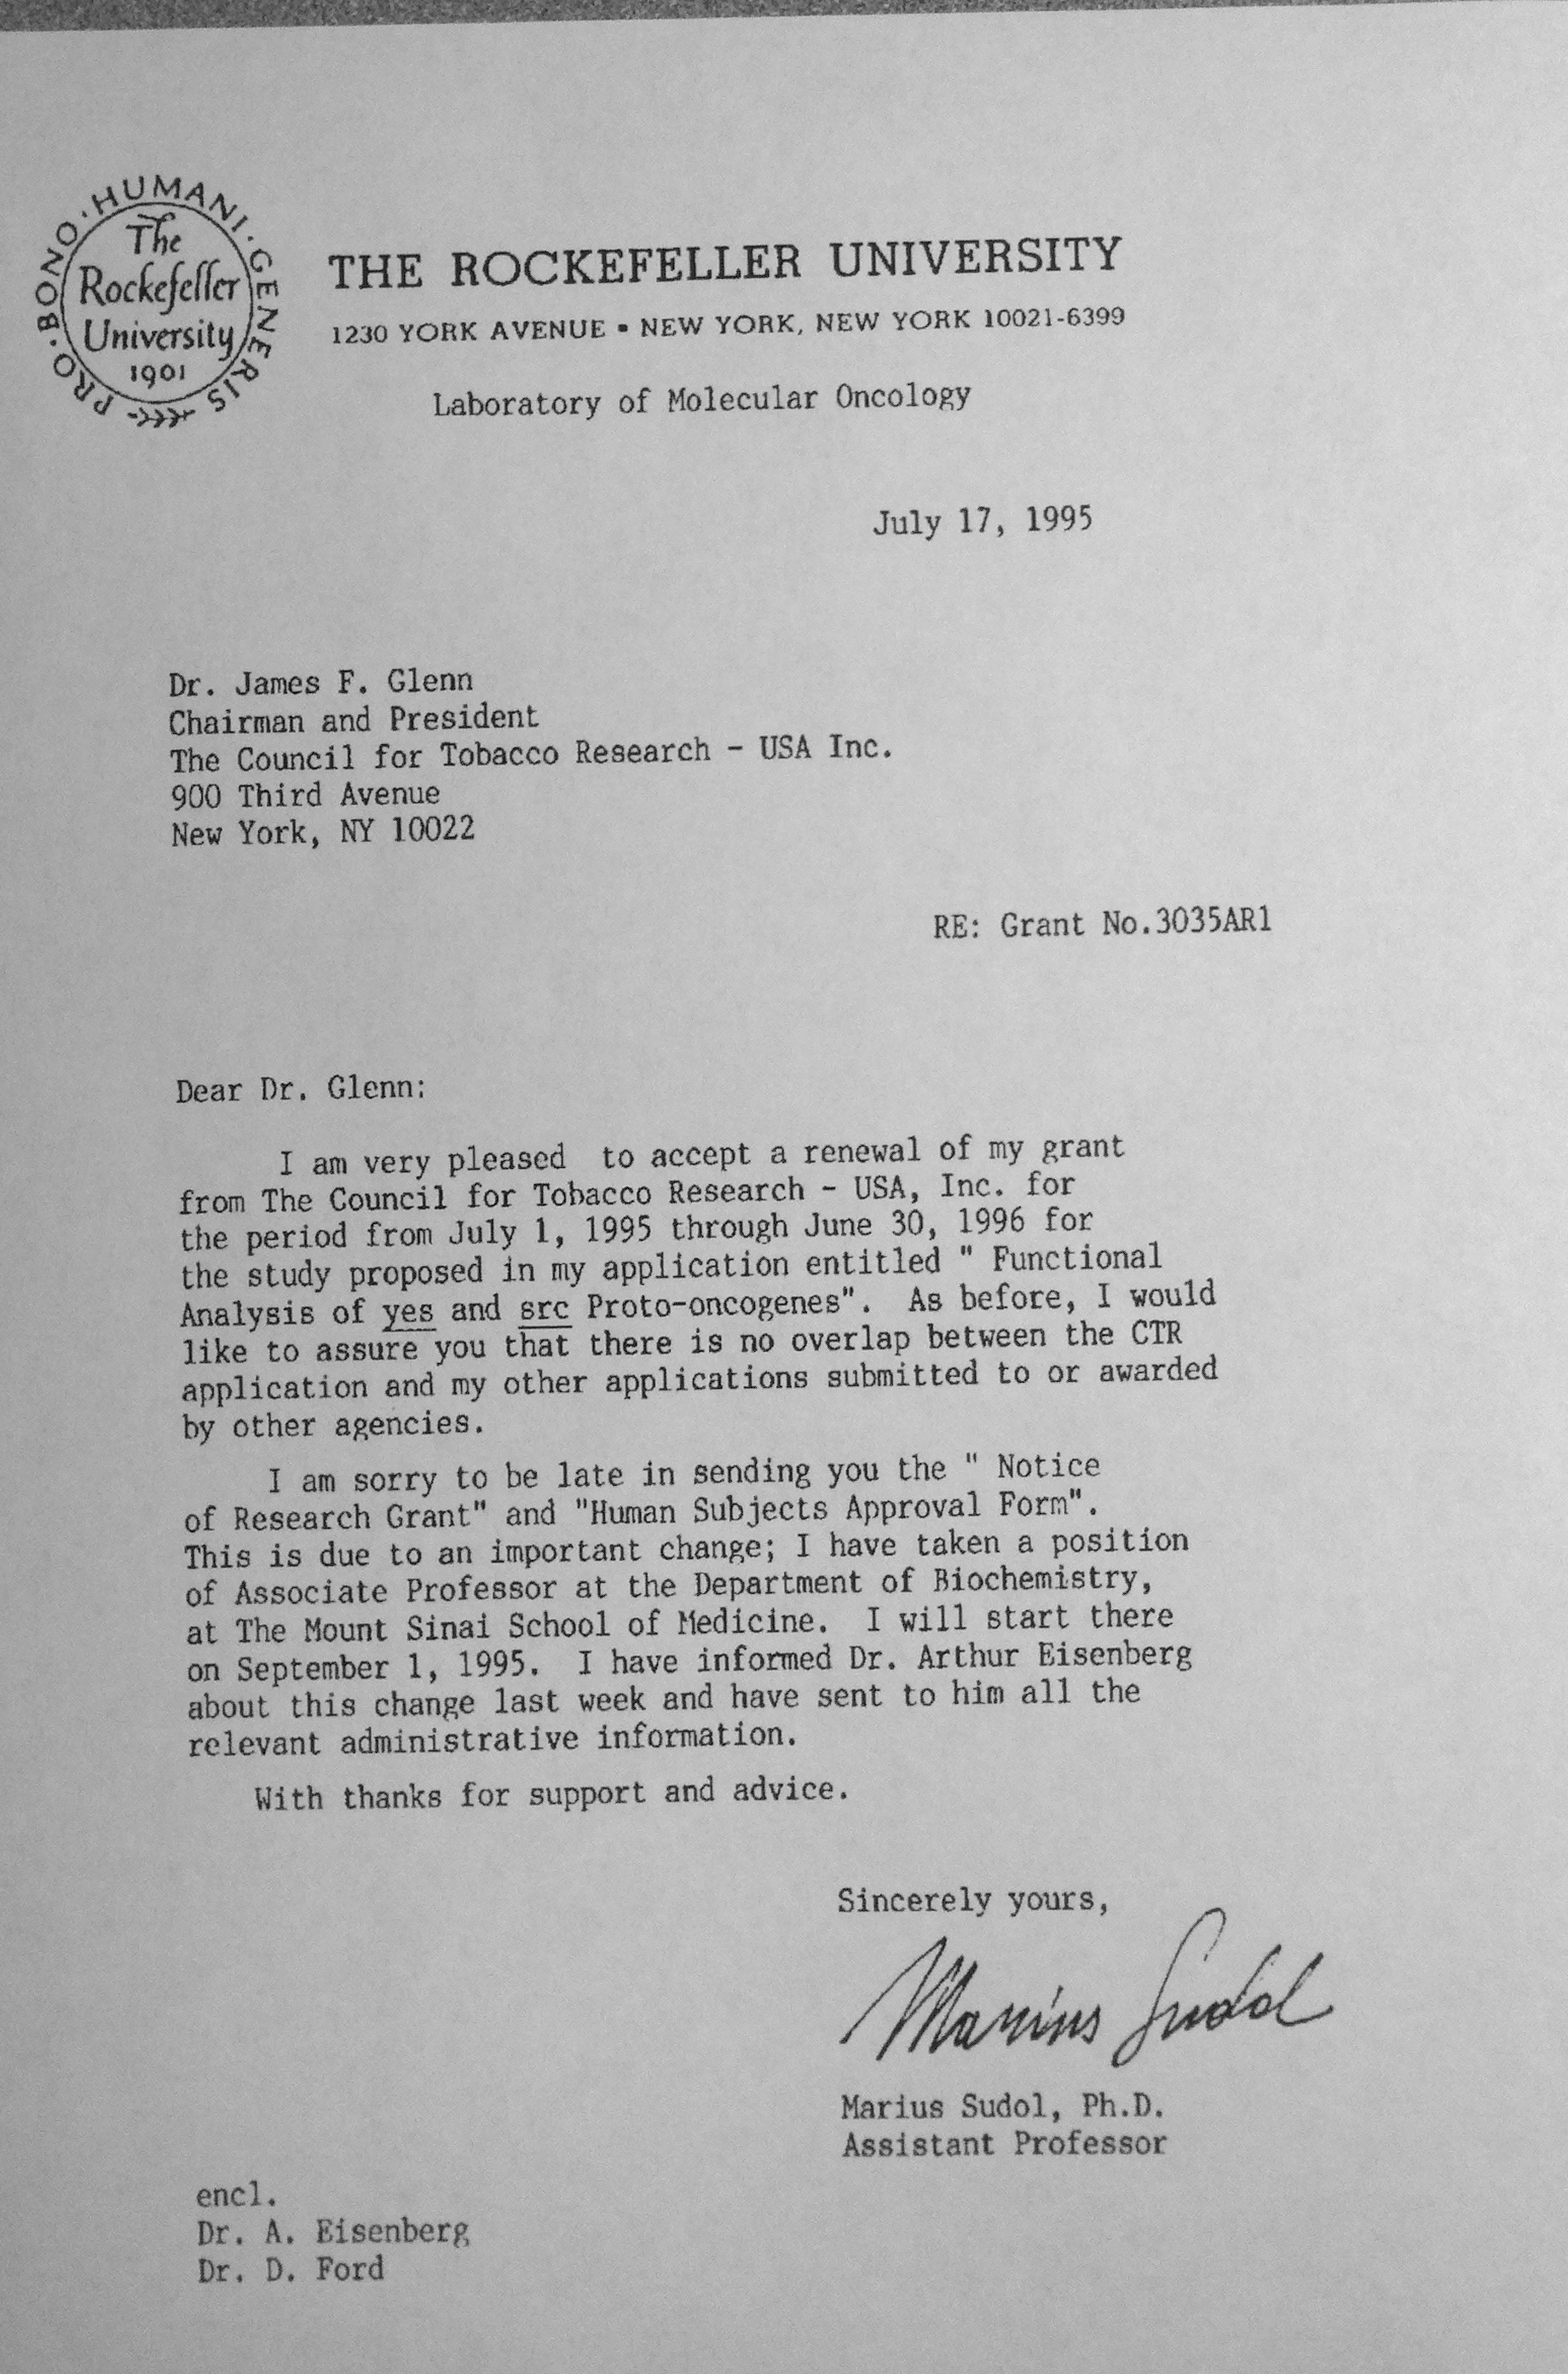 PRO · BONO · HUMANI · GENERIS
The
Rockefeller
University
1901
THE ROCKEFELLER UNIVERSITY
1230 YORK AVENUE ▪ NEW YORK, NEW YORK 10021-6399
Laboratory of Molecular Oncology
July 17, 1995
Dr. James F. Glenn
Chairman and President
The Council for Tobacco Research - USA Inc.
900 Third Avenue
New York, NY 10022
RE: Grant No.3035AR1
Dear Dr. Glenn:
I am very pleased  to accept a renewal of my grant
from The Council for Tobacco Research - USA, Inc. for
the period from July 1, 1995 through June 30, 1996 for
the study proposed in my application entitled " Functional
Analysis of yes and src Proto-oncogenes".  As before, I would
like to assure you that there is no overlap between the CTR
application and my other applications submitted to or awarded
by other agencies.
I am sorry to be late in sending you the " Notice
of Research Grant" and "Human Subjects Approval Form".
This is due to an important change; I have taken a position
of Associate Professor at the Department of Biochemistry,
at The Mount Sinai School of Medicine.  I will start there
on September 1, 1995.  I have informed Dr. Arthur Eisenberg
about this change last week and have sent to him all the
relevant administrative information.
With thanks for support and advice.
Sincerely yours,
Marius Sudol
Marius Sudol, Ph.D.
Assistant Professor
encl.
Dr. A. Eisenberg
Dr. D. Ford